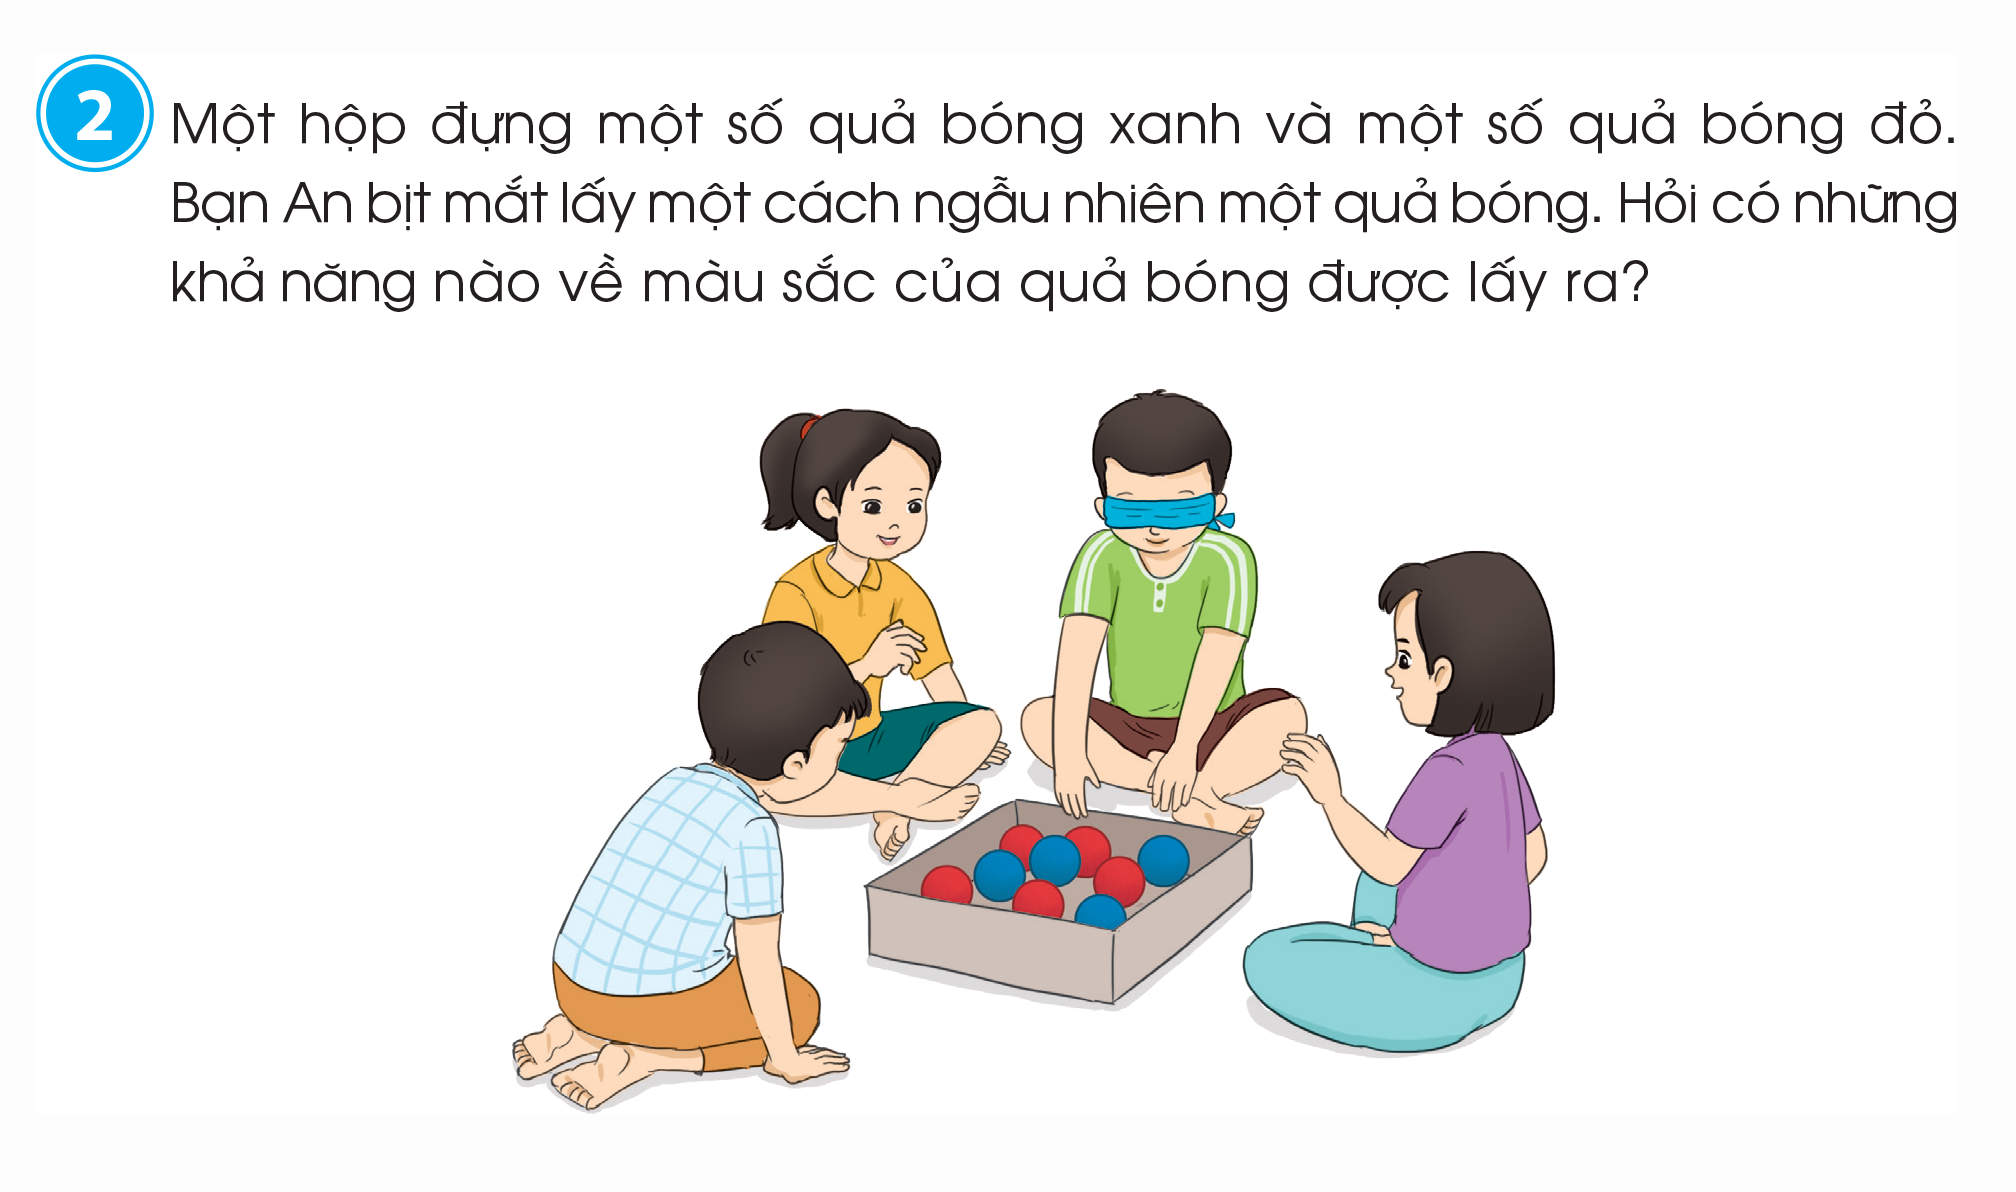 2
Một hộp đựng một số quả bóng xanh và một số quả bóng đỏ.
Bạn An bịt mắt lấy một cách ngẫu nhiên một quả bóng. Hỏi có những
khả năng nào về màu sắc của quả bóng được lấy ra?